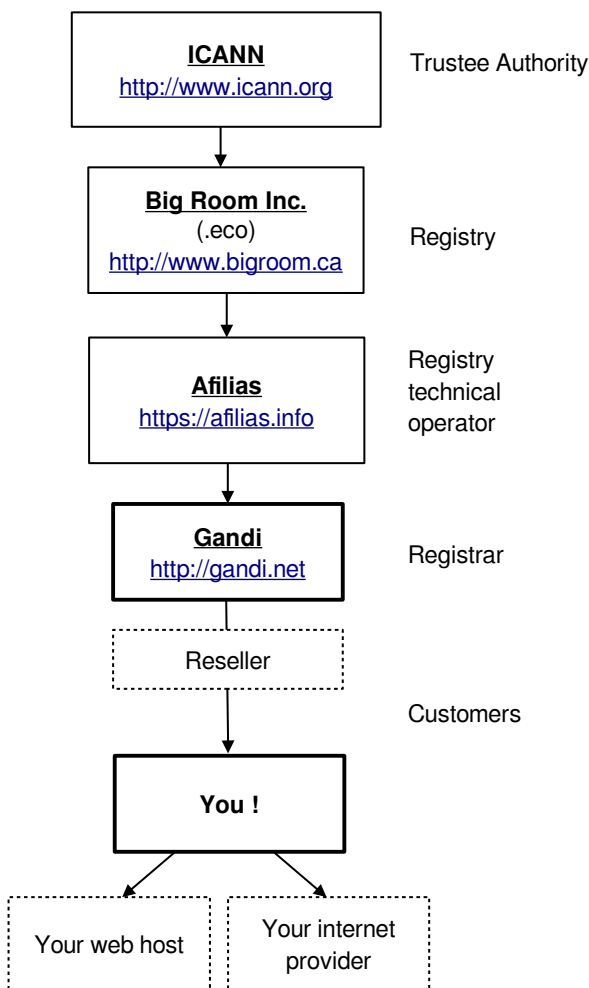 ICANN
http://www.icann.org
Trustee Authority
Big Room Inc.
(.eco)
http://www.bigroom.ca
Registry
Afilias
https://afilias.info
Registry
technical
operator
Gandi
http://gandi.net
Registrar
Reseller
Customers
You !
Your web host
Your internet
provider